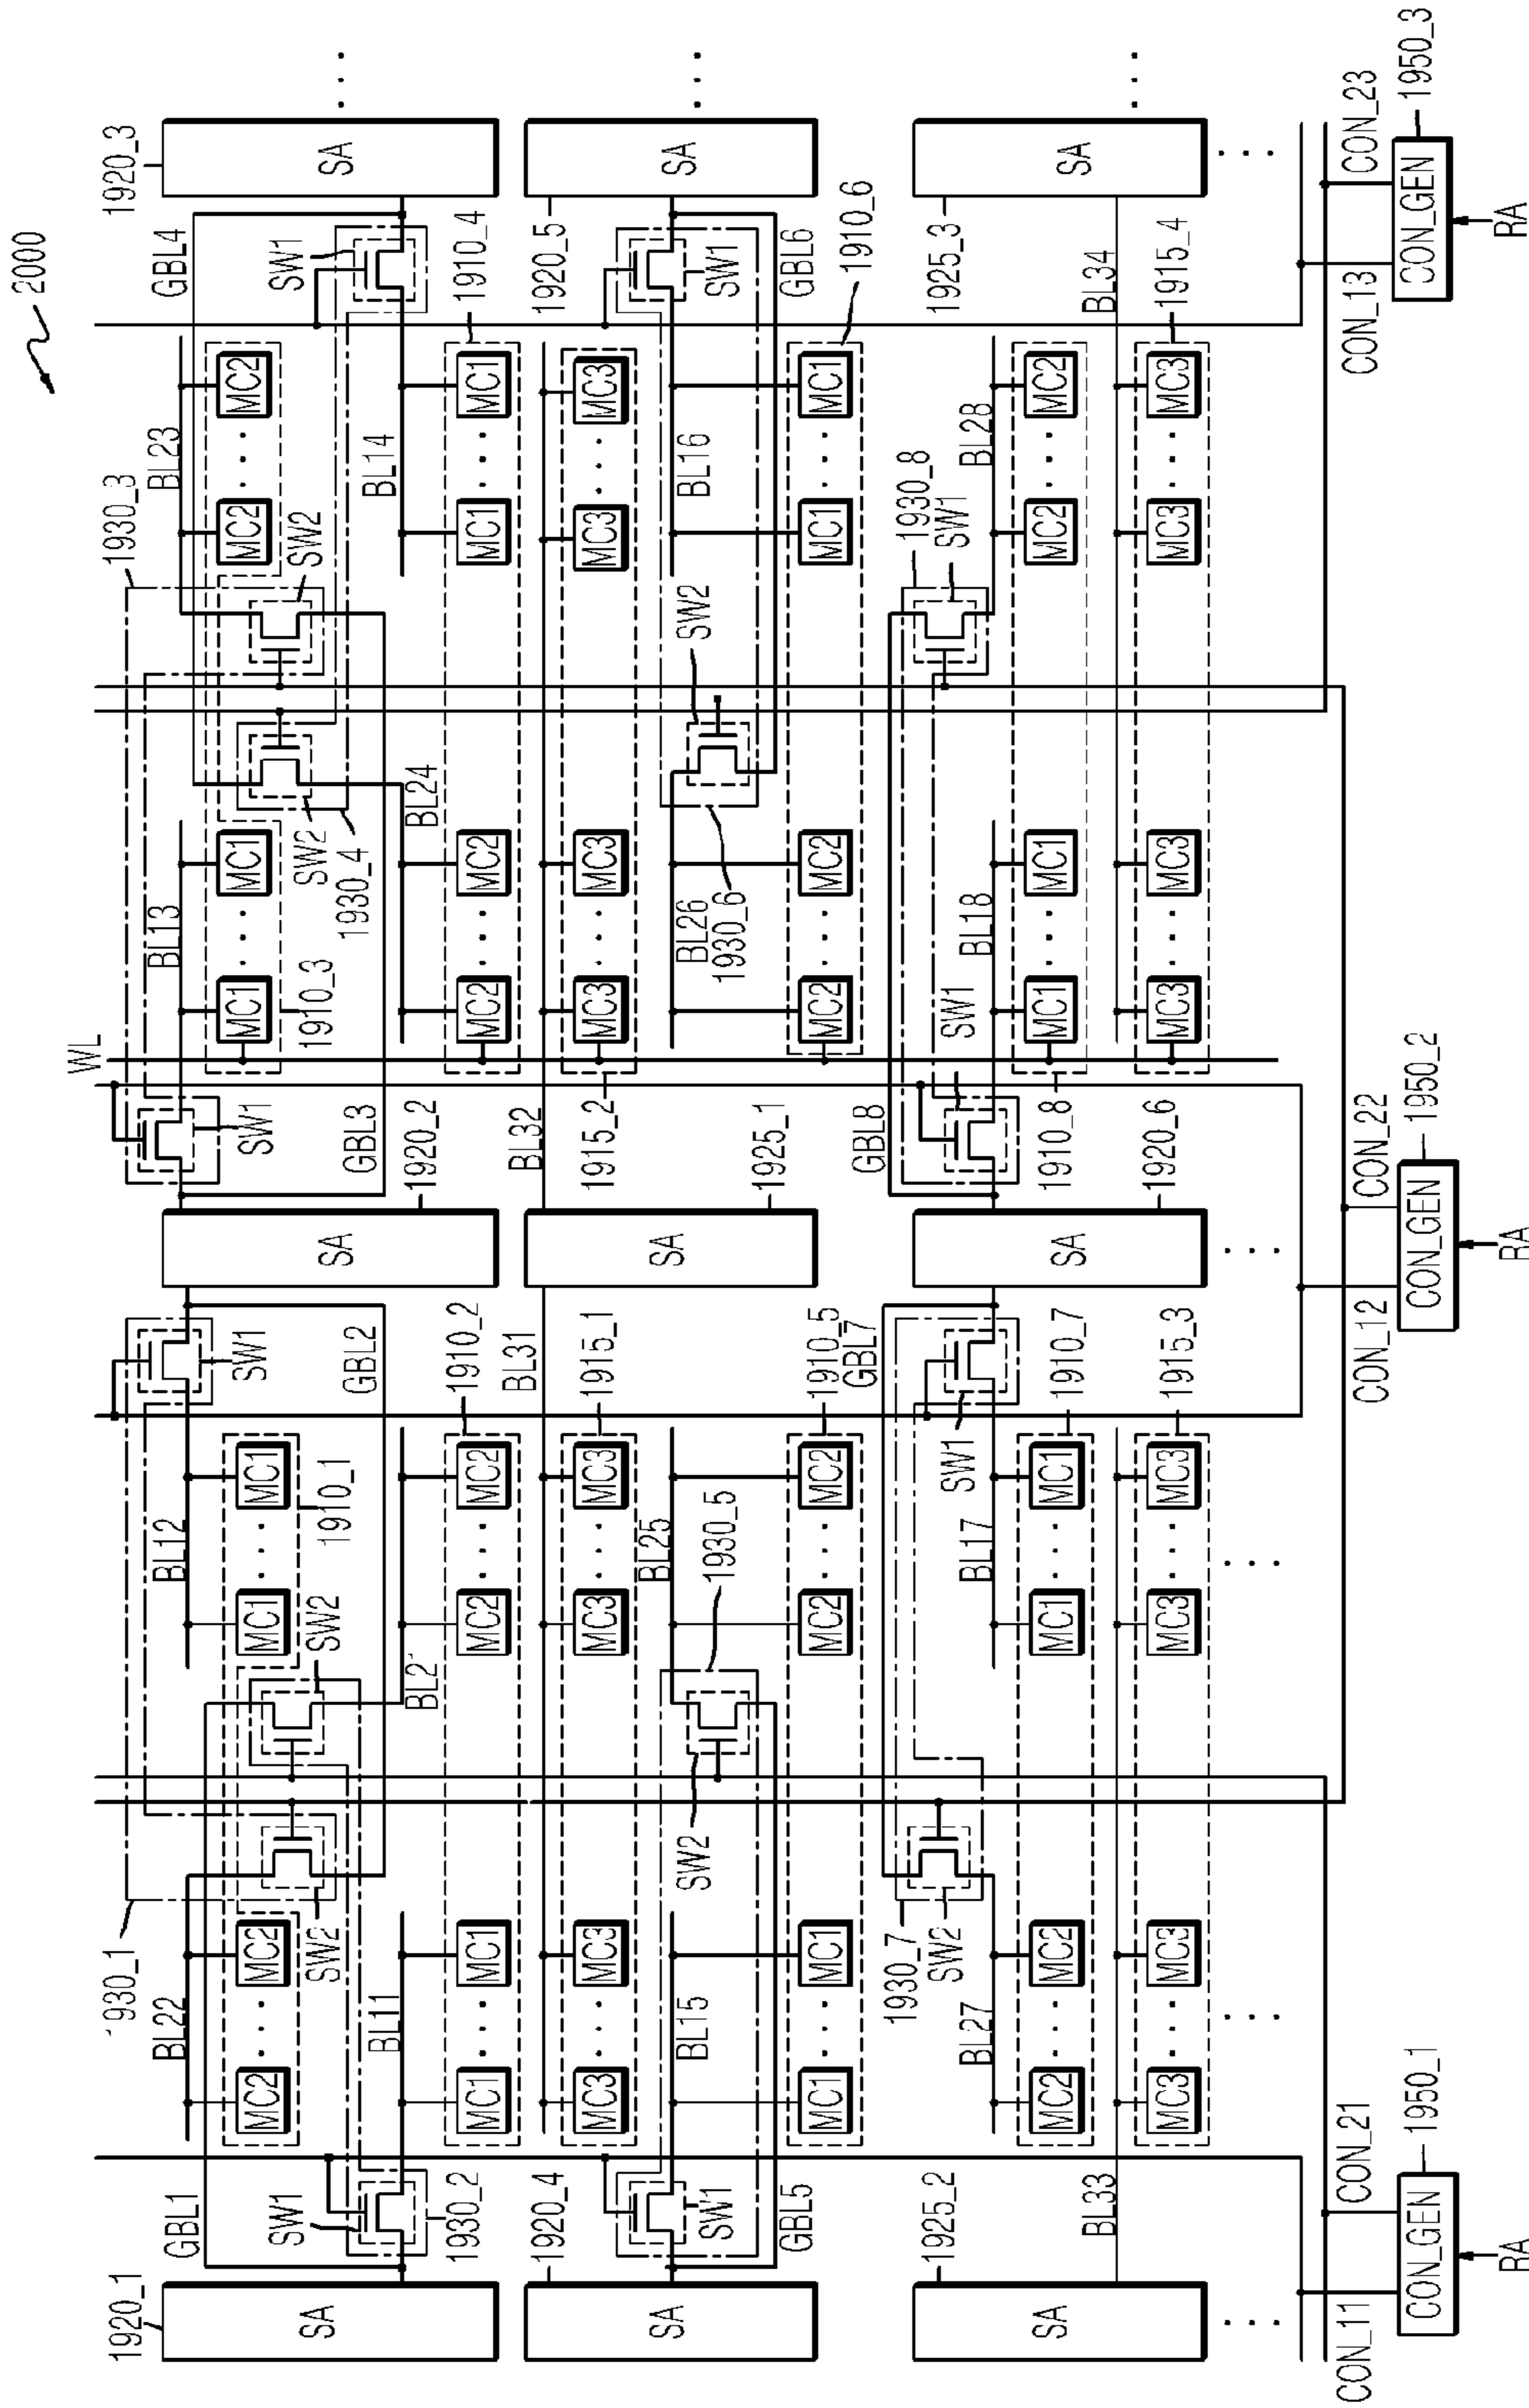 2000
WL
1920_1
1930_1
1930_3
1920_3
GBL1
BL22
BL12
BL13
BL23
GBL4
MC2 ... MC2
MC1 ... MC1
MC1 ... MC1
MC2 ... MC2
SW1
SW2
SW2
SW1
SW1
SW2
SW2
SW1
1910_1
1910_3
1930_4
SA
SA
SA
GBL2
GBL3
BL11
BL21
BL24
BL14
1930_2
1910_2
1920_2
1910_4
MC1 ... MC1
MC2 ... MC2
MC2 ... MC2
MC1 ... MC1
1920_4
BL31
BL32
1920_5
MC3 ... MC3
MC3 ... MC3
MC3 ... MC3
MC3 ... MC3
1915_1
1915_2
BL15
BL25
BL26
BL16
SA
SA
SA
SW1
SW2
1930_5
1930_6
SW2
SW1
GBL5
1925_1
GBL6
MC1 ... MC1
MC2 ... MC2
MC2 ... MC2
MC1 ... MC1
1910_5
1910_6
GBL7
GBL8
1930_7
1930_8
1925_2
SW2
SW1
SW1
SW1
1925_3
BL27
BL17
BL18
BL28
SA
SA
SA
MC2 ... MC2
MC1 ... MC1
MC1 ... MC1
MC2 ... MC2
1910_7
1910_8
BL33
BL34
MC3 ... MC3
MC3 ... MC3
MC3 ... MC3
MC3 ... MC3
1915_3
1920_6
1915_4
CON_11
CON_21
CON_12
CON_22
CON_13
CON_23
CON_GEN
1950_1
CON_GEN
1950_2
CON_GEN
1950_3
RA
RA
RA